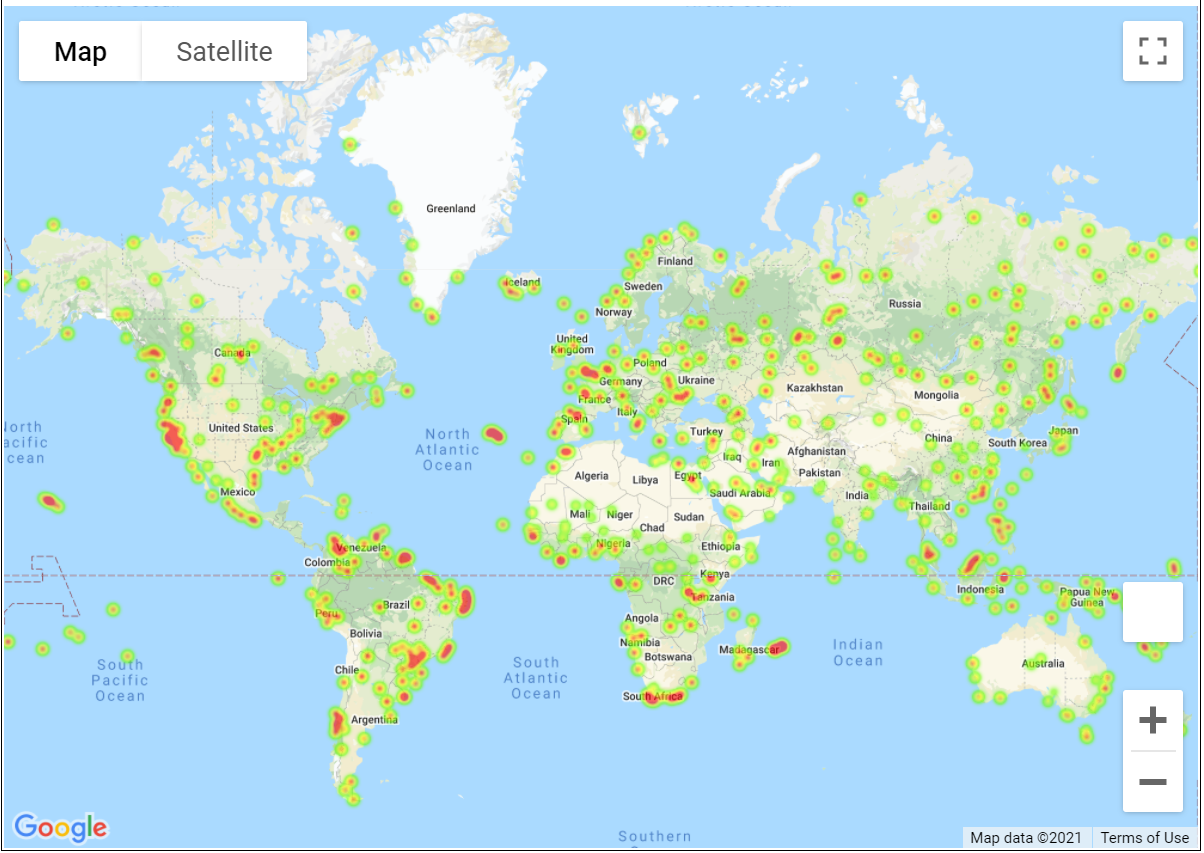 Map
Satellite
Greenland
Iceland
Finland
Sweden
Norway
Russia
United
Kingdom
Canada
Poland
Germany
Ukraine
Kazakhstan
Mongolia
France
Italy
Spain
United States
North
Atlantic
Ocean
Turkey
China
South Korea
Japan
Iraq
Iran
Afghanistan
Pakistan
Algeria
Libya
Egypt
Saudi Arabia
India
Mexico
Mali
Niger
Chad
Sudan
Thailand
Nigeria
Ethiopia
Venezuela
Colombia
DRC
Kenya
Tanzania
Indonesia
Papua New
Guinea
Peru
Brazil
Bolivia
Angola
Namibia
Botswana
Madagascar
Indian
Ocean
Australia
South
Pacific
Ocean
South
Atlantic
Ocean
Chile
Argentina
South Africa
Southern
Google
Map data ©2021
Terms of Use